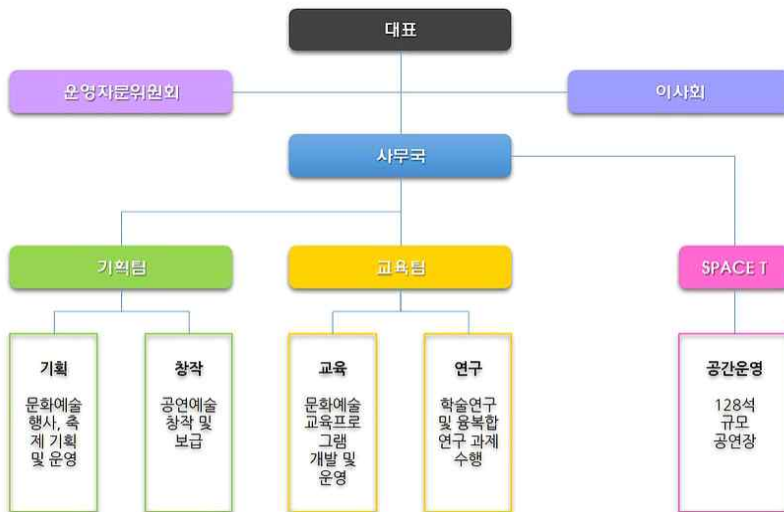 대표
운영자문위원회
이사회
사무국
기획팀
교육팀
SPACE T
기획
문화예술
행사, 축
제 기획
및 운영
창작
공연예술
창작 및
보급
교육
문화예술
교육프로
그램
개발 및
운영
연구
학술연구
및 융복합
연구 과제
수행
공간운영
128석
규모
공연장